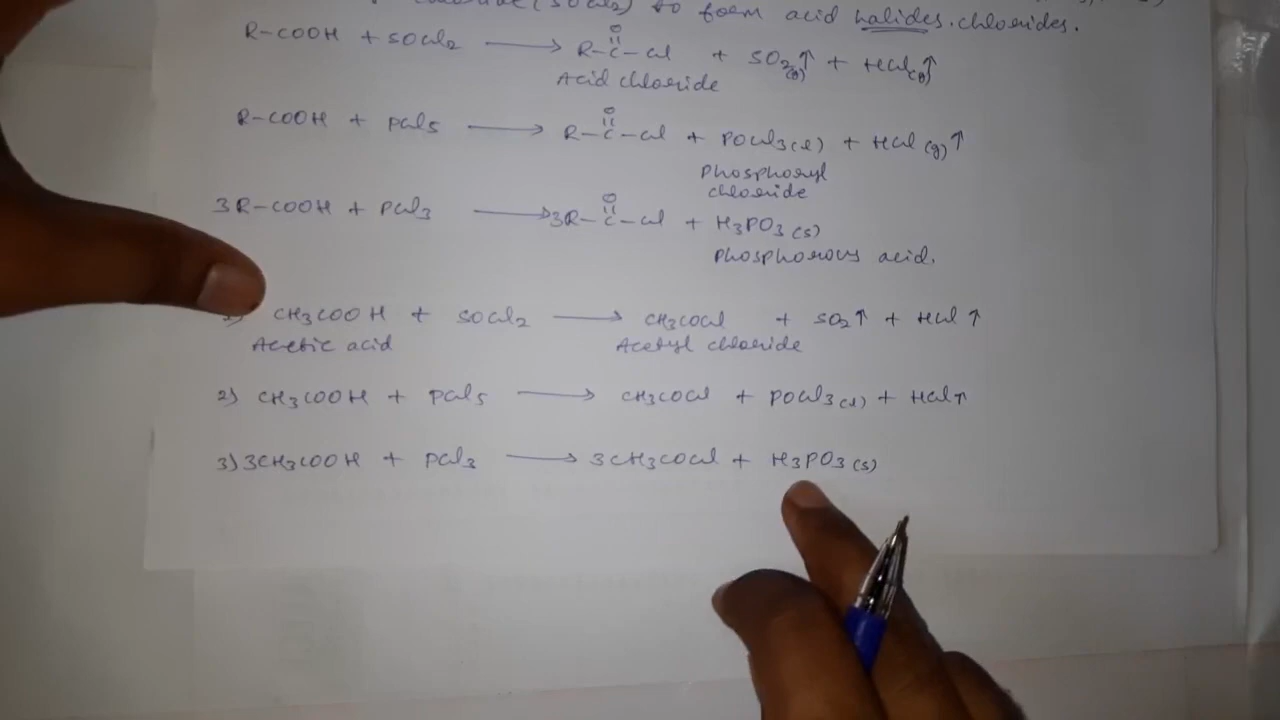 chloride (SOCl2) to form acid halides. chlorides.
R-COOH + SOCl2 ⟶ R-C(=O)-Cl + SO2(g)↑ + HCl(g)↑
Acid chloride
R-COOH + PCl5 ⟶ R-C(=O)-Cl + POCl3(l) + HCl(g)↑
Phosphoryl
chloride
3R-COOH + PCl3 ⟶ 3R-C(=O)-Cl + H3PO3(s)
Phosphorous acid.
CH3COOH + SOCl2 ⟶ CH3COCl + SO2↑ + HCl↑
Acetic acid Acetyl chloride
2) CH3COOH + PCl5 ⟶ CH3COCl + POCl3(l) + HCl↑
3) 3CH3COOH + PCl3 ⟶ 3CH3COCl + H3PO3(s)